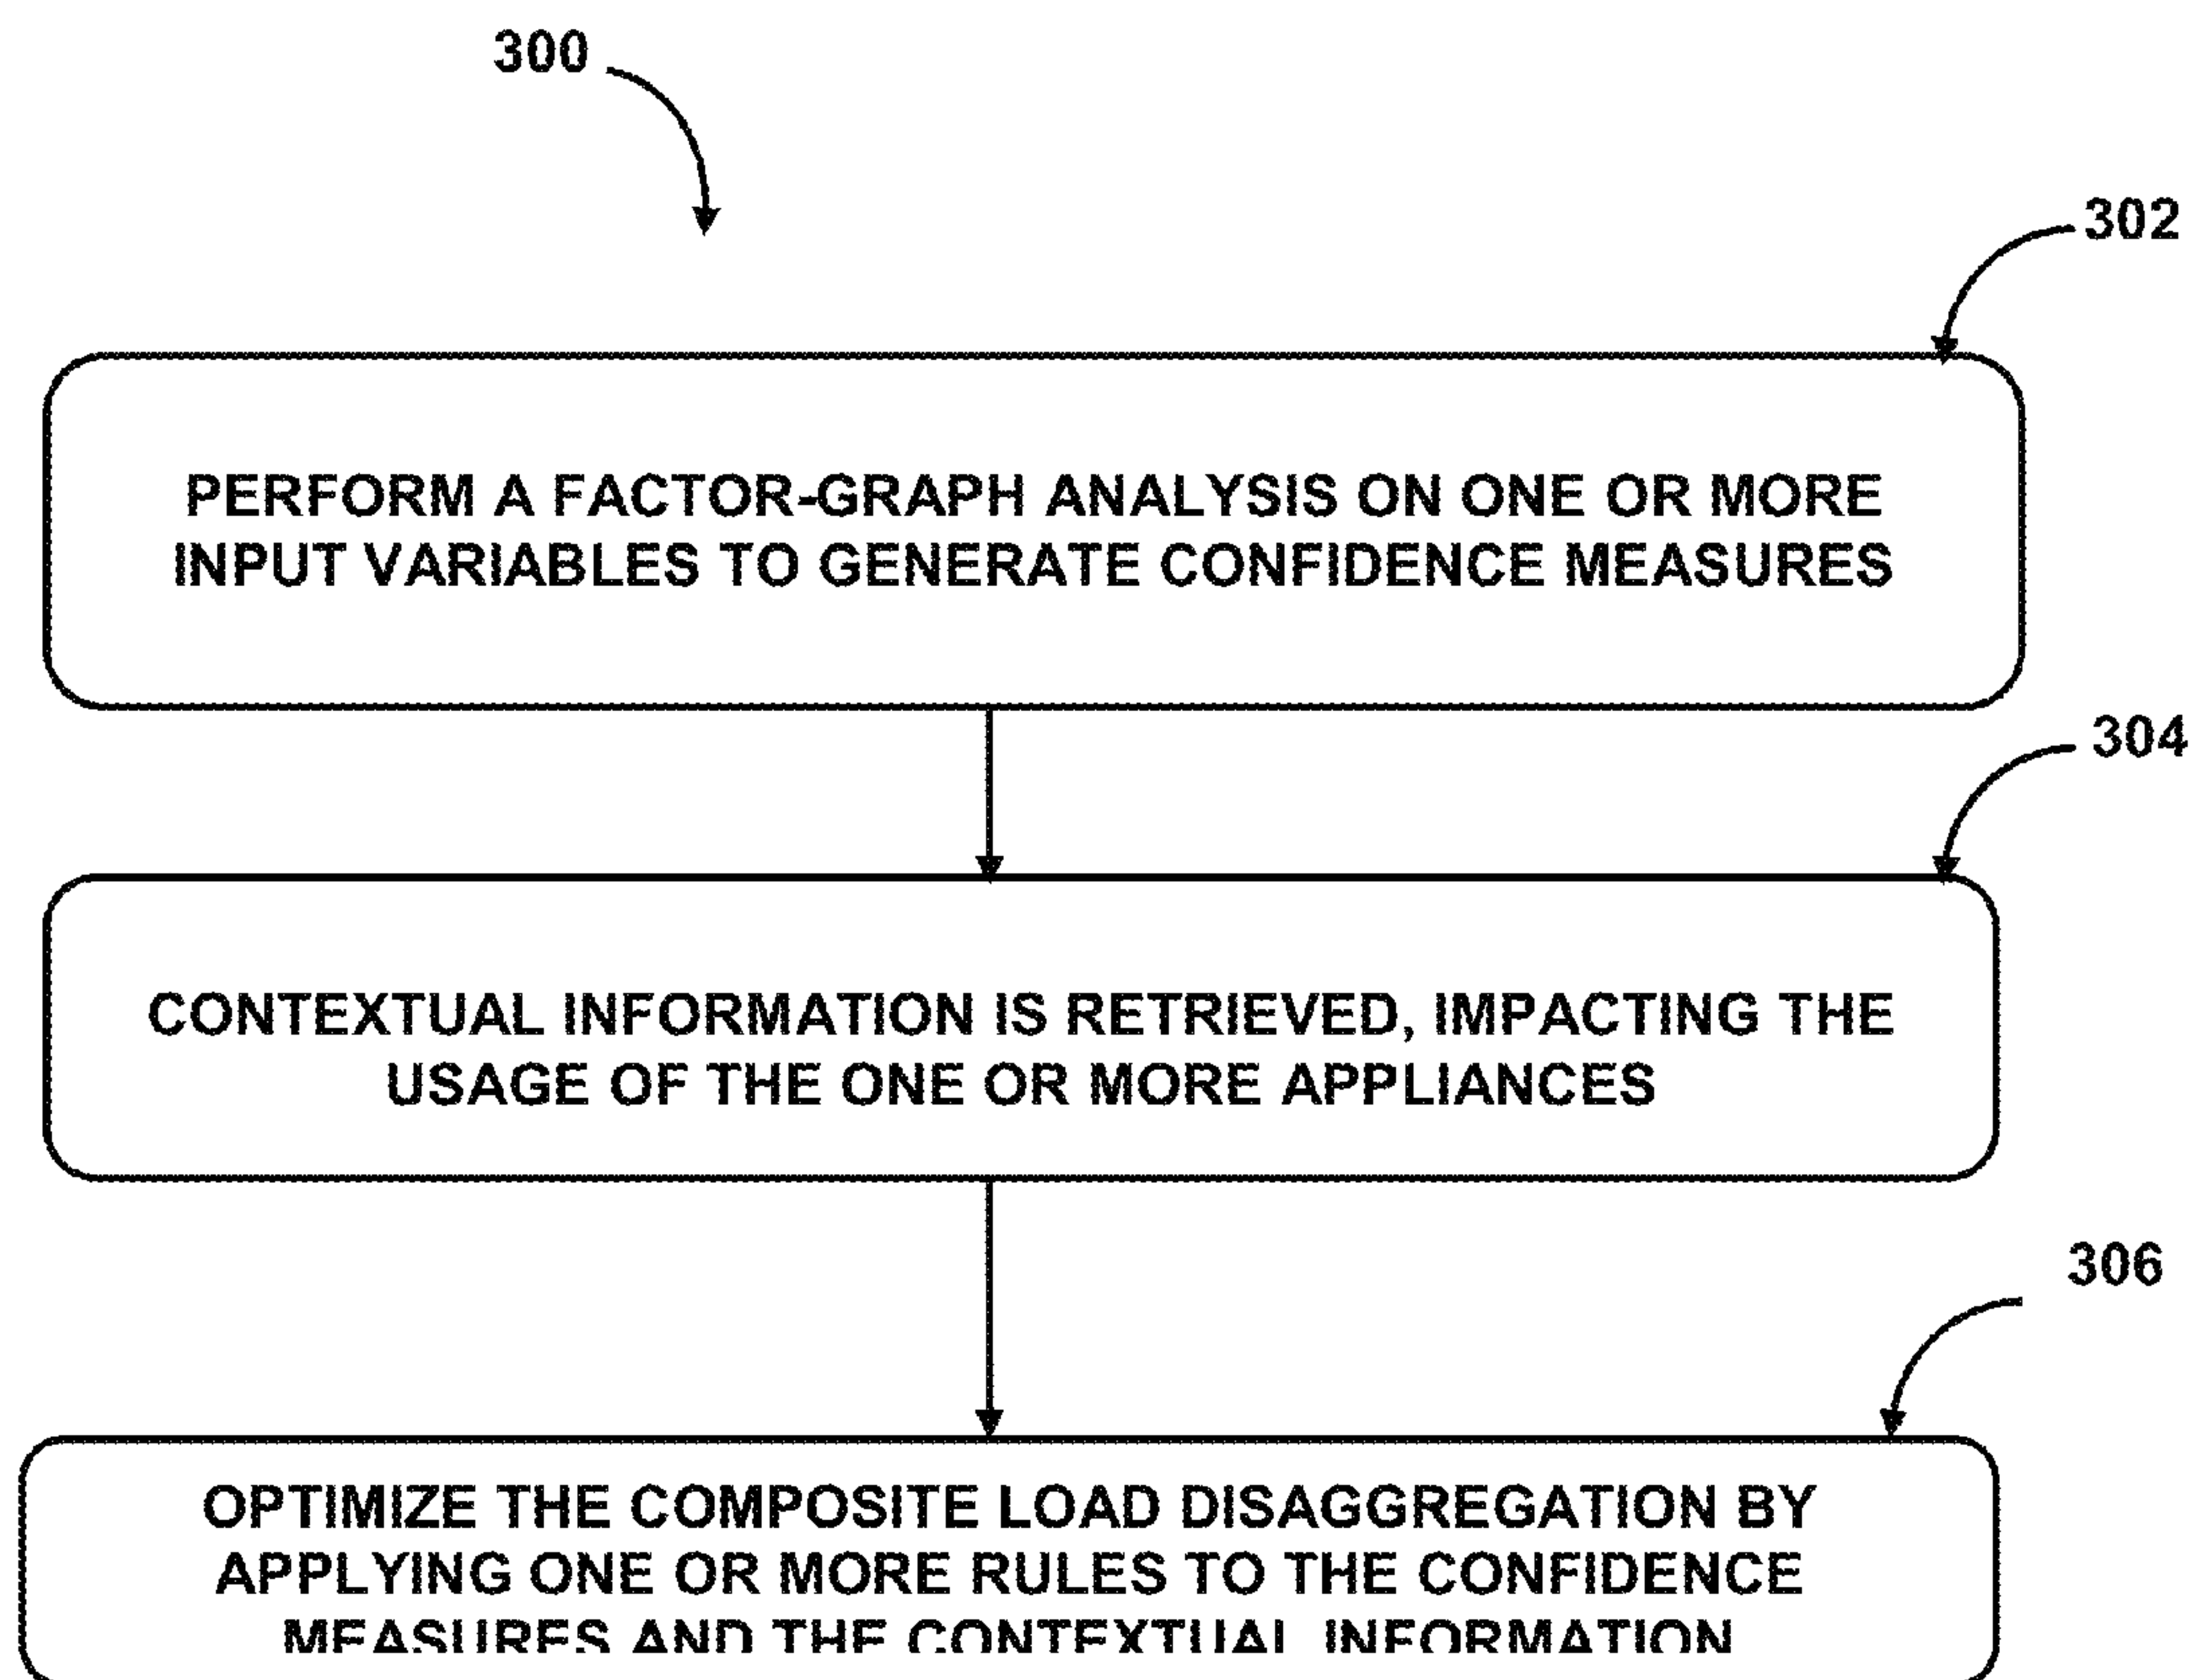 300
302
PERFORM A FACTOR-GRAPH ANALYSIS ON ONE OR MORE
INPUT VARIABLES TO GENERATE CONFIDENCE MEASURES
304
CONTEXTUAL INFORMATION IS RETRIEVED, IMPACTING THE
USAGE OF THE ONE OR MORE APPLIANCES
306
OPTIMIZE THE COMPOSITE LOAD DISAGGREGATION BY
APPLYING ONE OR MORE RULES TO THE CONFIDENCE
MEASURES AND THE CONTEXTUAL INFORMATION